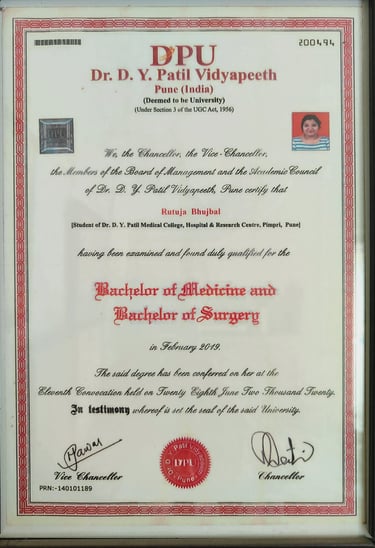 200494
DPU
Dr. D. Y. Patil Vidyapeeth
Pune (India)
(Deemed to be University)
(Under Section 3 of the UGC Act, 1956)
DPU
We, the Chancellor, the Vice-Chancellor,
the Members of the Board of Management and the Academic Council
of Dr. D. Y. Patil Vidyapeeth, Pune certify that
Rutuja Bhujbal
[Student of Dr. D. Y. Patil Medical College, Hospital & Research Centre, Pimpri, Pune]
having been examined and found duly qualified for the
Bachelor of Medicine and
Bachelor of Surgery
in February 2019.
The said degree has been conferred on her at the
Eleventh Convocation held on Twenty Eighth June Two Thousand Twenty.
In testimony whereof is set the seal of the said University.
DPU
Vice Chancellor
Chancellor
PRN:-140101189